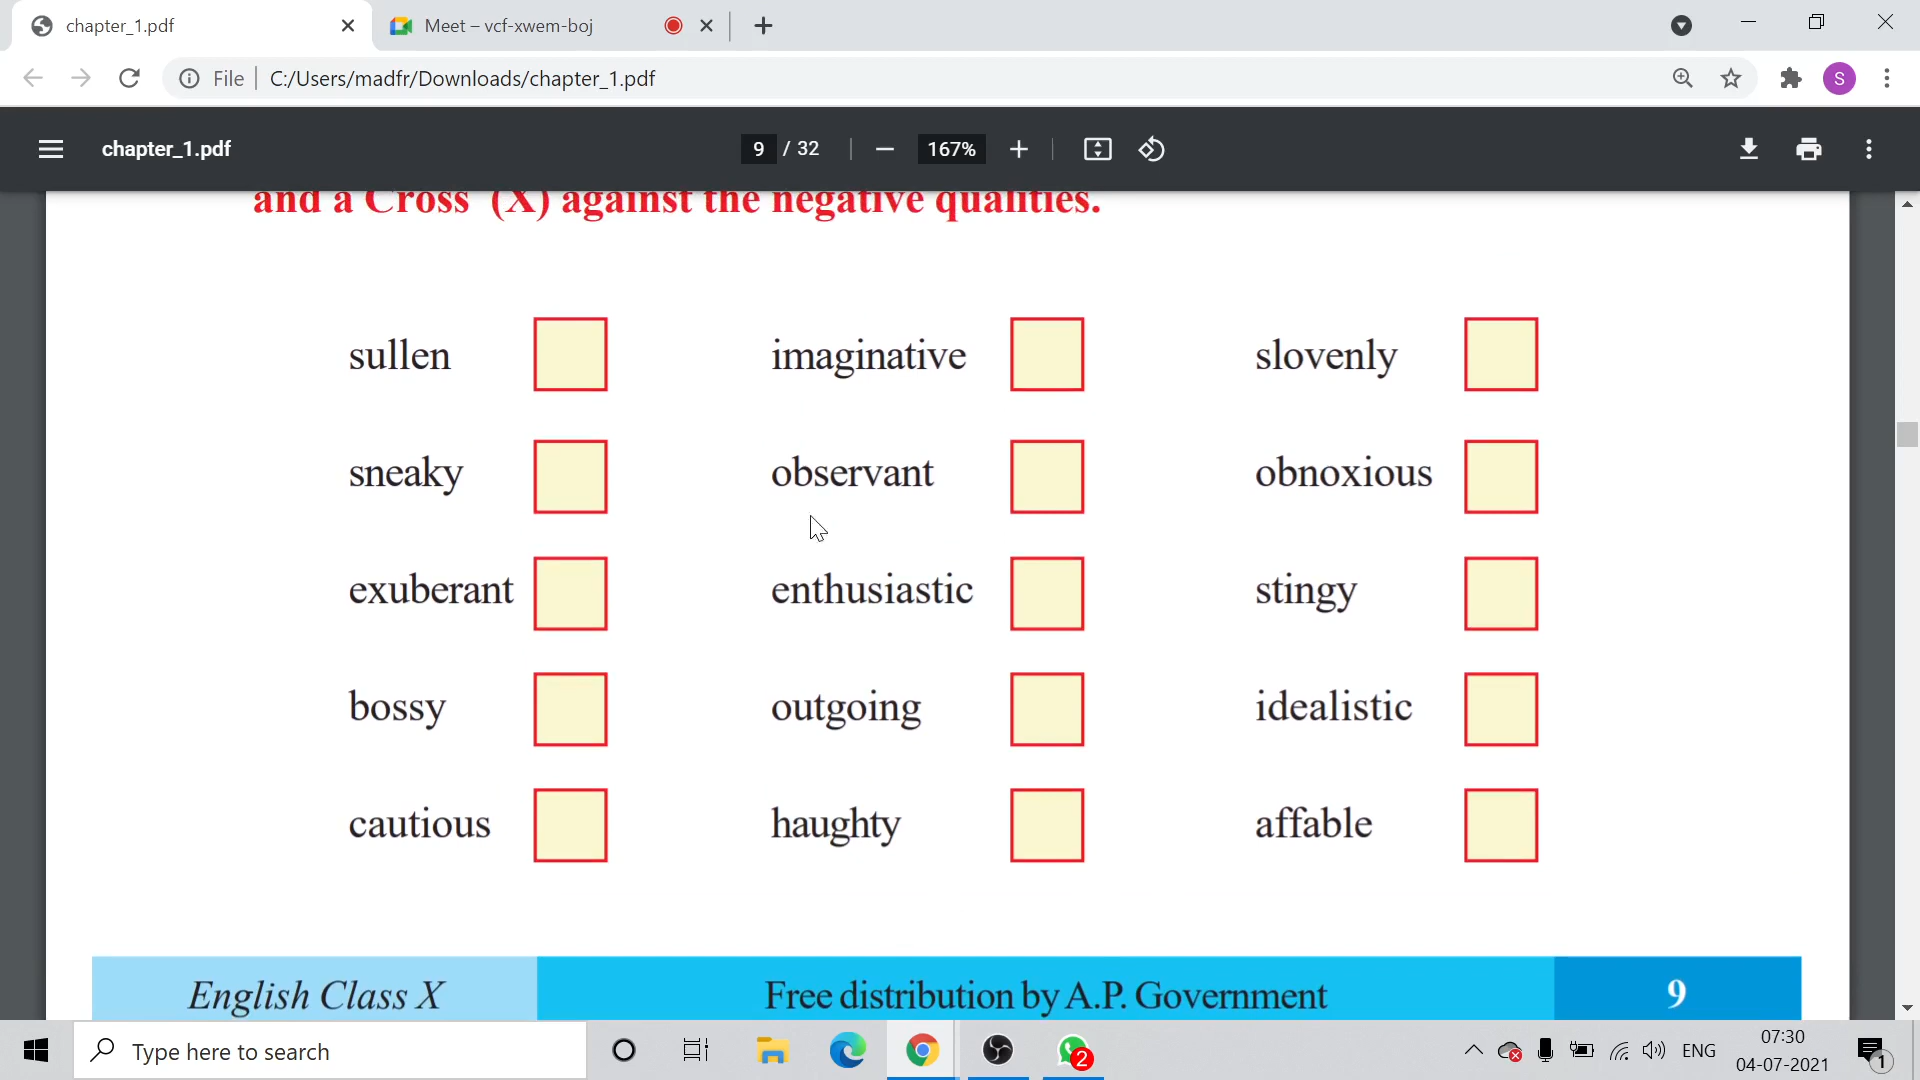 chapter_1.pdf
Meet – vcf-xwem-boj
File
C:/Users/madfr/Downloads/chapter_1.pdf
S
chapter_1.pdf
9 / 32
167%
and a Cross (X) against the negative qualities.
sullen imaginative slovenly
sneaky observant obnoxious
exuberant enthusiastic stingy
bossy outgoing idealistic
cautious haughty affable
English Class X Free distribution by A.P. Government 9
Type here to search
2
ENG
07:30
04-07-2021
1